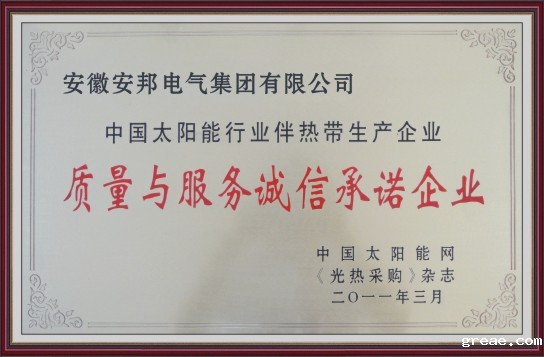 安徽安邦电气集团有限公司
中国太阳能行业伴热带生产企业
质量与服务诚信承诺企业
中国太阳能网
《光热采购》杂志
二〇一一年三月
greae.com